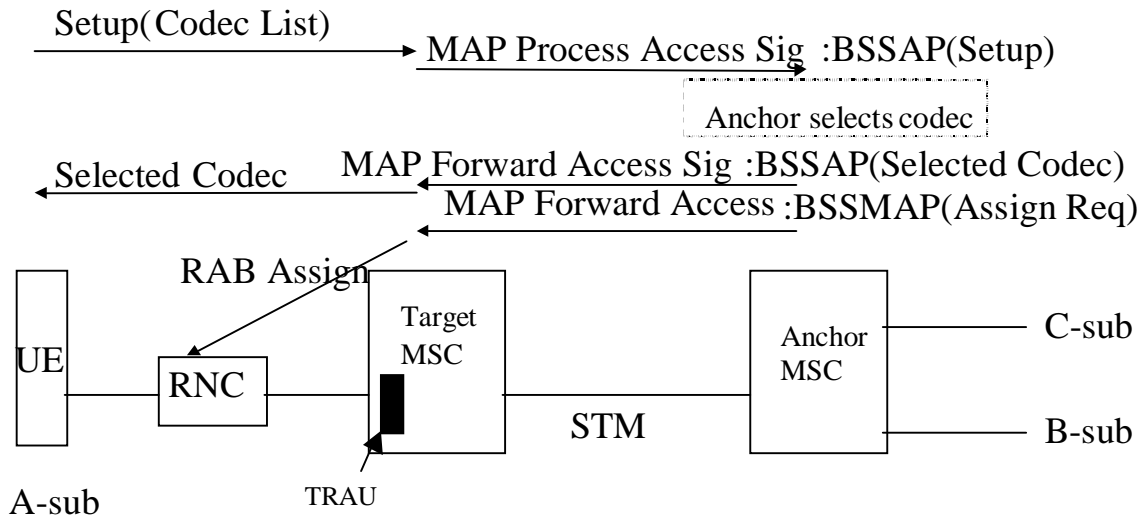 Setup(Codec List)
MAP Process Access Sig :BSSAP(Setup)
Anchor selects codec
Selected Codec
MAP Forward Access Sig :BSSAP(Selected Codec)
MAP Forward Access :BSSMAP(Assign Req)
RAB Assign
UE
RNC
Target
MSC
STM
Anchor
MSC
C-sub
B-sub
TRAU
A-sub